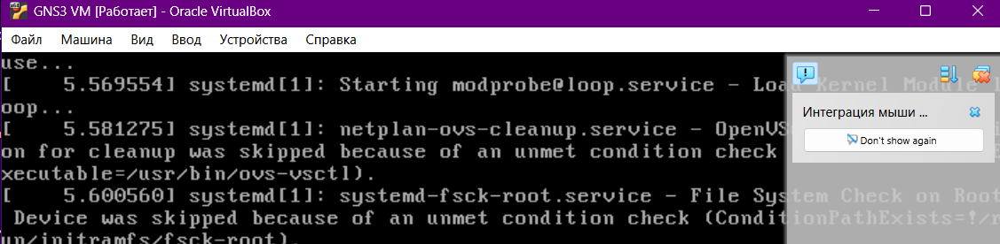 GNS3 VM [Работает] - Oracle VirtualBox
Файл Машина Вид Ввод Устройства Справка
use...
[    5.569554] systemd[1]: Starting modprobe@loop.service - Load Kernel Module l
oop...
[    5.581275] systemd[1]: netplan-ovs-cleanup.service - OpenVS
on for cleanup was skipped because of an unmet condition check
xecutable=/usr/bin/ovs-vsctl).
[    5.600560] systemd[1]: systemd-fsck-root.service - File System Check on Root
 Device was skipped because of an unmet condition check (ConditionPathExists=!/r
un/initramfs/fsck-root).
Интеграция мыши ...
Don't show again